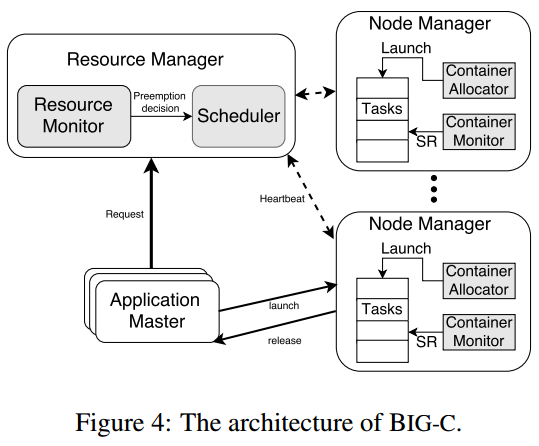 Resource Manager
Resource
Monitor
Preemption
decision
Scheduler
Node Manager
Launch
Container
Allocator
Tasks
Container
Monitor
SR
Request
Heartbeat
Application
Master
launch
release
Node Manager
Launch
Container
Allocator
Tasks
Container
Monitor
SR
Figure 4: The architecture of BIG-C.